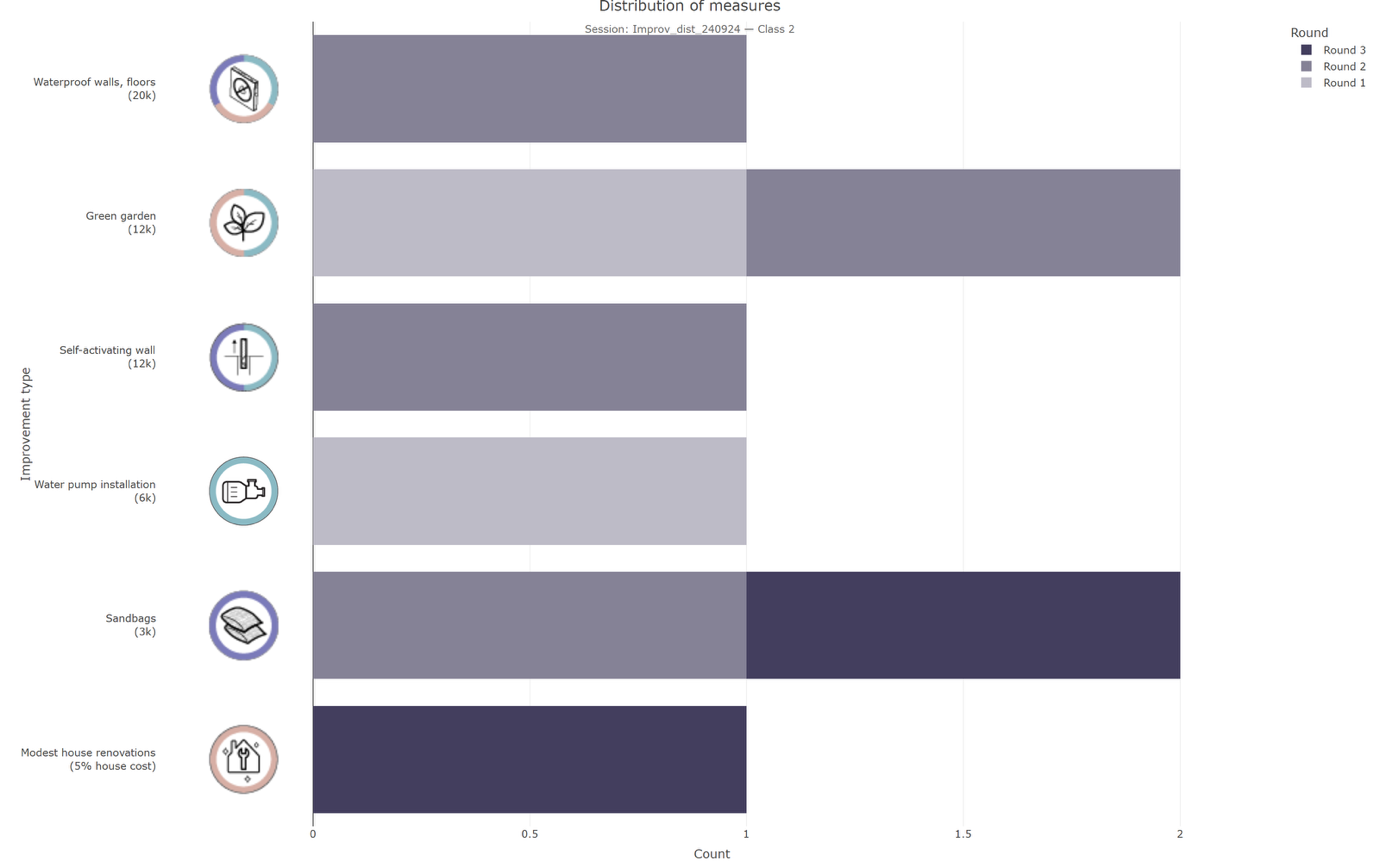 Distribution of measures
Session: Improv_dist_240924 — Class 2
Round
Round 3
Round 2
Round 1
Improvement type
Waterproof walls, floors
(20k)
Green garden
(12k)
Self-activating wall
(12k)
Water pump installation
(6k)
Sandbags
(3k)
Modest house renovations
(5% house cost)
0
0.5
1
1.5
2
Count